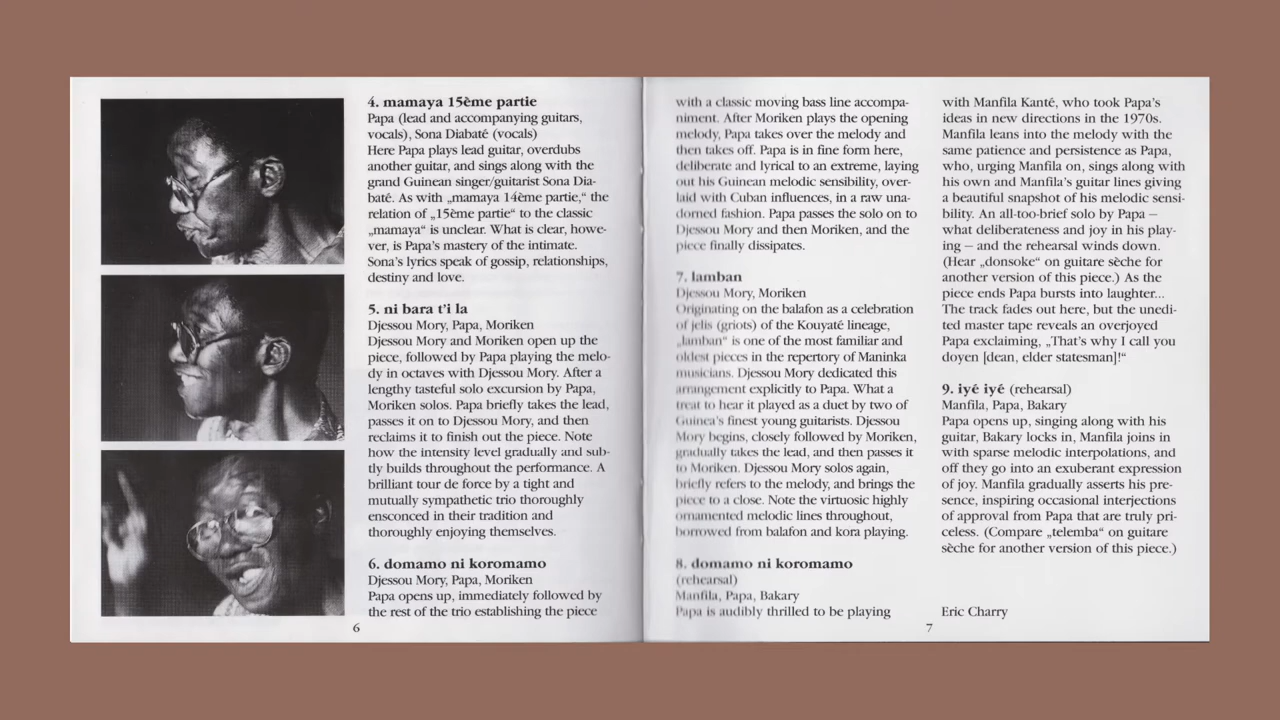 4. mamaya 15ème partie
Papa (lead and accompanying guitars,
vocals), Sona Diabaté (vocals)
Here Papa plays lead guitar, overdubs
another guitar, and sings along with the
grand Guinean singer/guitarist Sona Dia-
baté. As with „mamaya 14ème partie,“ the
relation of „15ème partie“ to the classic
„mamaya“ is unclear. What is clear, howe-
ver, is Papa's mastery of the intimate.
Sona's lyrics speak of gossip, relationships,
destiny and love.
5. ni bara t'i la
Djessou Mory, Papa, Moriken
Djessou Mory and Moriken open up the
piece, followed by Papa playing the melo-
dy in octaves with Djessou Mory. After a
lengthy tasteful solo excursion by Papa,
Moriken solos. Papa briefly takes the lead,
passes it on to Djessou Mory, and then
reclaims it to finish out the piece. Note
how the intensity level gradually and sub-
tly builds throughout the performance. A
brilliant tour de force by a tight and
mutually sympathetic trio thoroughly
ensconced in their tradition and
thoroughly enjoying themselves.
6. domamo ni koromamo
Djessou Mory, Papa, Moriken
Papa opens up, immediately followed by
the rest of the trio establishing the piece
6
with a classic moving bass line accompa-
niment. After Moriken plays the opening
melody, Papa takes over the melody and
then takes off. Papa is in fine form here,
deliberate and lyrical to an extreme, laying
out his Guinean melodic sensibility, over-
laid with Cuban influences, in a raw una-
dorned fashion. Papa passes the solo on to
Djessou Mory and then Moriken, and the
piece finally dissipates.
7. lamban
Djessou Mory, Moriken
Originating on the balafon as a celebration
of jelis (griots) of the Kouyaté lineage,
„lamban“ is one of the most familiar and
oldest pieces in the repertory of Maninka
musicians. Djessou Mory dedicated this
arrangement explicitly to Papa. What a
treat to hear it played as a duet by two of
Guinea's finest young guitarists. Djessou
Mory begins, closely followed by Moriken,
gradually takes the lead, and then passes it
to Moriken. Djessou Mory solos again,
briefly refers to the melody, and brings the
piece to a close. Note the virtuosic highly
ornamented melodic lines throughout,
borrowed from balafon and kora playing.
8. domamo ni koromamo
(rehearsal)
Manfila, Papa, Bakary
Papa is audibly thrilled to be playing
with Manfila Kanté, who took Papa's
ideas in new directions in the 1970s.
Manfila leans into the melody with the
same patience and persistence as Papa,
who, urging Manfila on, sings along with
his own and Manfila's guitar lines giving
a beautiful snapshot of his melodic sensi-
bility. An all-too-brief solo by Papa –
what deliberateness and joy in his play-
ing – and the rehearsal winds down.
(Hear „donsoke“ on guitare sèche for
another version of this piece.) As the
piece ends Papa bursts into laughter...
The track fades out here, but the unedi-
ted master tape reveals an overjoyed
Papa exclaiming, „That's why I call you
doyen [dean, elder statesman]!“
9. iyé iyé (rehearsal)
Manfila, Papa, Bakary
Papa opens up, singing along with his
guitar, Bakary locks in, Manfila joins in
with sparse melodic interpolations, and
off they go into an exuberant expression
of joy. Manfila gradually asserts his pre-
sence, inspiring occasional interjections
of approval from Papa that are truly pri-
celess. (Compare „telemba“ on guitare
sèche for another version of this piece.)
Eric Charry
7